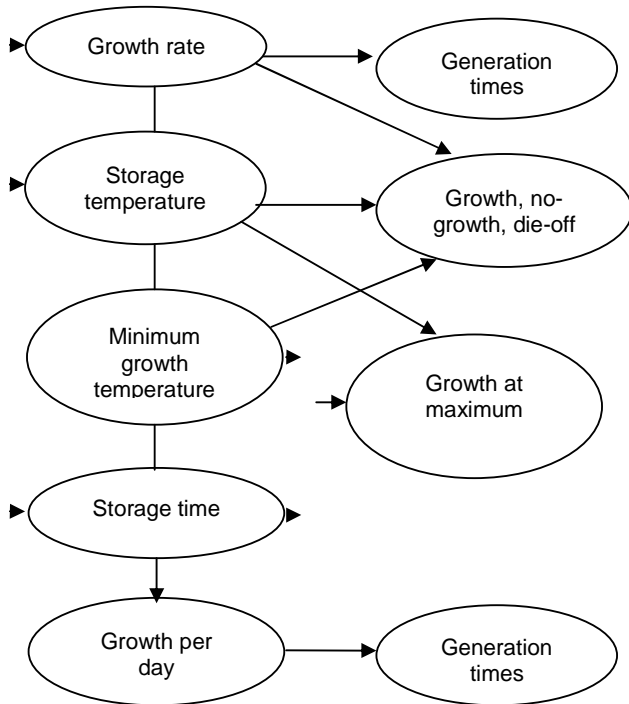 Growth rate
Generation
times
Storage
temperature
Growth, no-
growth, die-off
Minimum
growth
temperature
Growth at
maximum
Storage time
Growth per
day
Generation
times